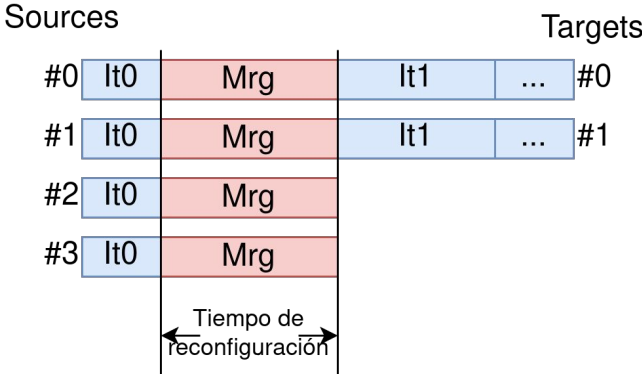 Sources
Targets
#0 It0 Mrg It1 ... #0
#1 It0 Mrg It1 ... #1
#2 It0 Mrg
#3 It0 Mrg
Tiempo de
reconfiguración